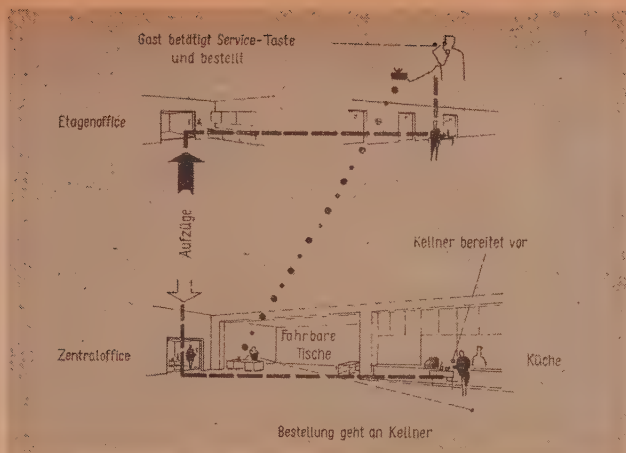 Gast betätigt Service-Taste
und bestellt
Etagenoffice
Aufzüge
Kellner bereitet vor
Zentraloffice
Fahrbare
Tische
Küche
Bestellung geht an Kellner